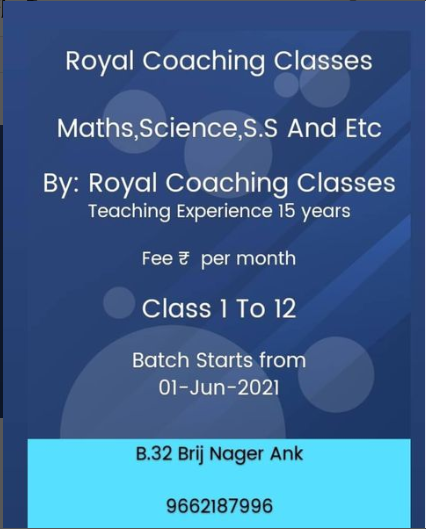 Royal Coaching Classes
Maths,Science,S.S And Etc
By: Royal Coaching Classes
Teaching Experience 15 years
Fee ₹ per month
Class 1 To 12
Batch Starts from
01-Jun-2021
B.32 Brij Nager Ank
9662187996